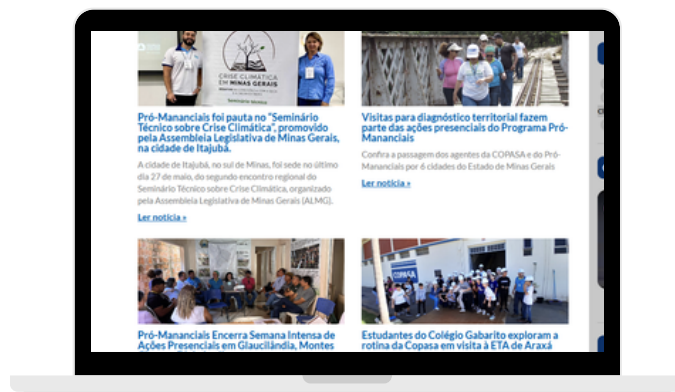 CRISE CLIMÁTICA
EM MINAS GERAIS
Seminário técnico
Pró-Mananciais foi pauta no “Seminário
Técnico sobre Crise Climática”, promovido
pela Assembleia Legislativa de Minas Gerais,
na cidade de Itajubá.
A cidade de Itajubá, no sul de Minas, foi sede no último
dia 27 de maio, do segundo encontro regional do
Seminário Técnico sobre Crise Climática, organizado
pela Assembleia Legislativa de Minas Gerais (ALMG).
Ler notícia »
Visitas para diagnóstico territorial fazem
parte das ações presenciais do Programa Pró-
Mananciais
Confira a passagem dos agentes da COPASA e do Pró-
Mananciais por 6 cidades do Estado de Minas Gerais
Ler notícia »
Pró-Mananciais Encerra Semana Intensa de
Ações Presenciais em Glaucilândia, Montes
COPASA
Estudantes do Colégio Gabarito exploram a
rotina da Copasa em visita à ETA de Araxá